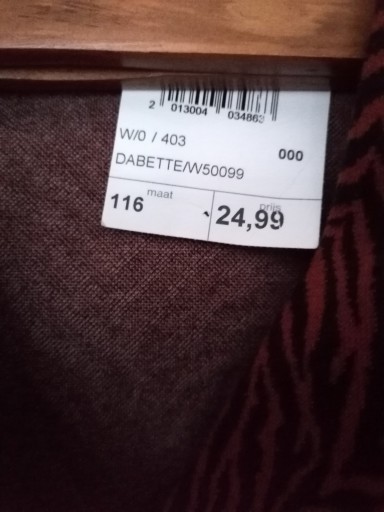 2 013004 034863
W/0 / 403
000
DABETTE/W50099
maat
116
prijs
24,99